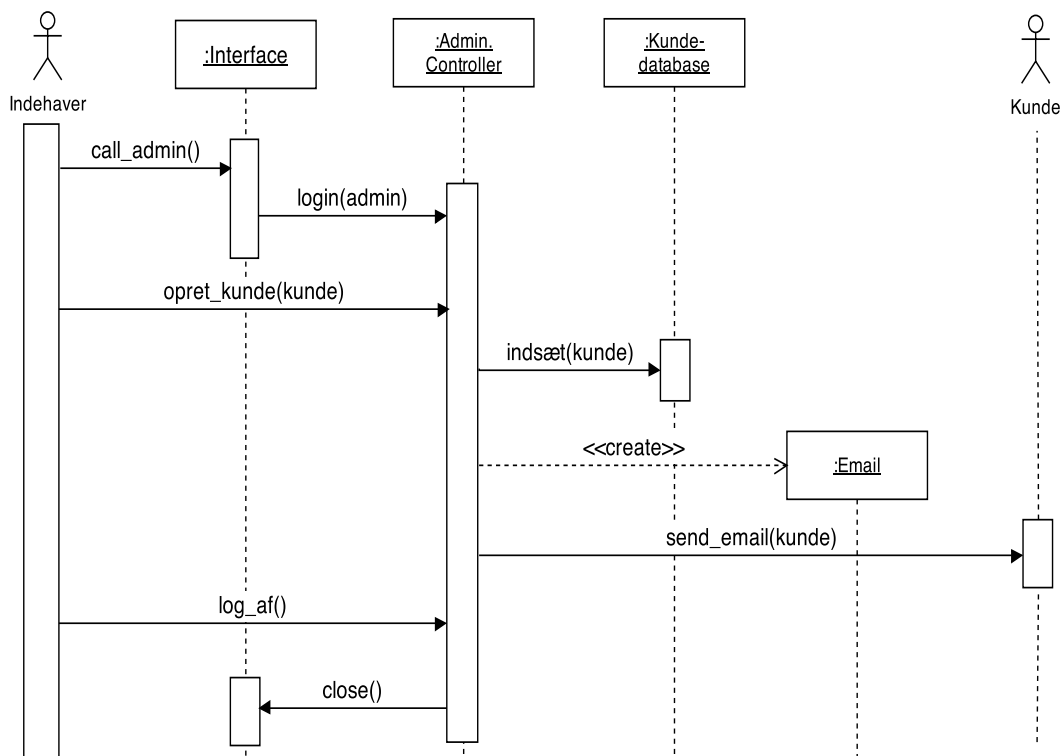 :Interface
:Admin.
Controller
:Kunde-
database
Indehaver
Kunde
call_admin()
login(admin)
opret_kunde(kunde)
indsæt(kunde)
<<create>>
:Email
send_email(kunde)
log_af()
close()